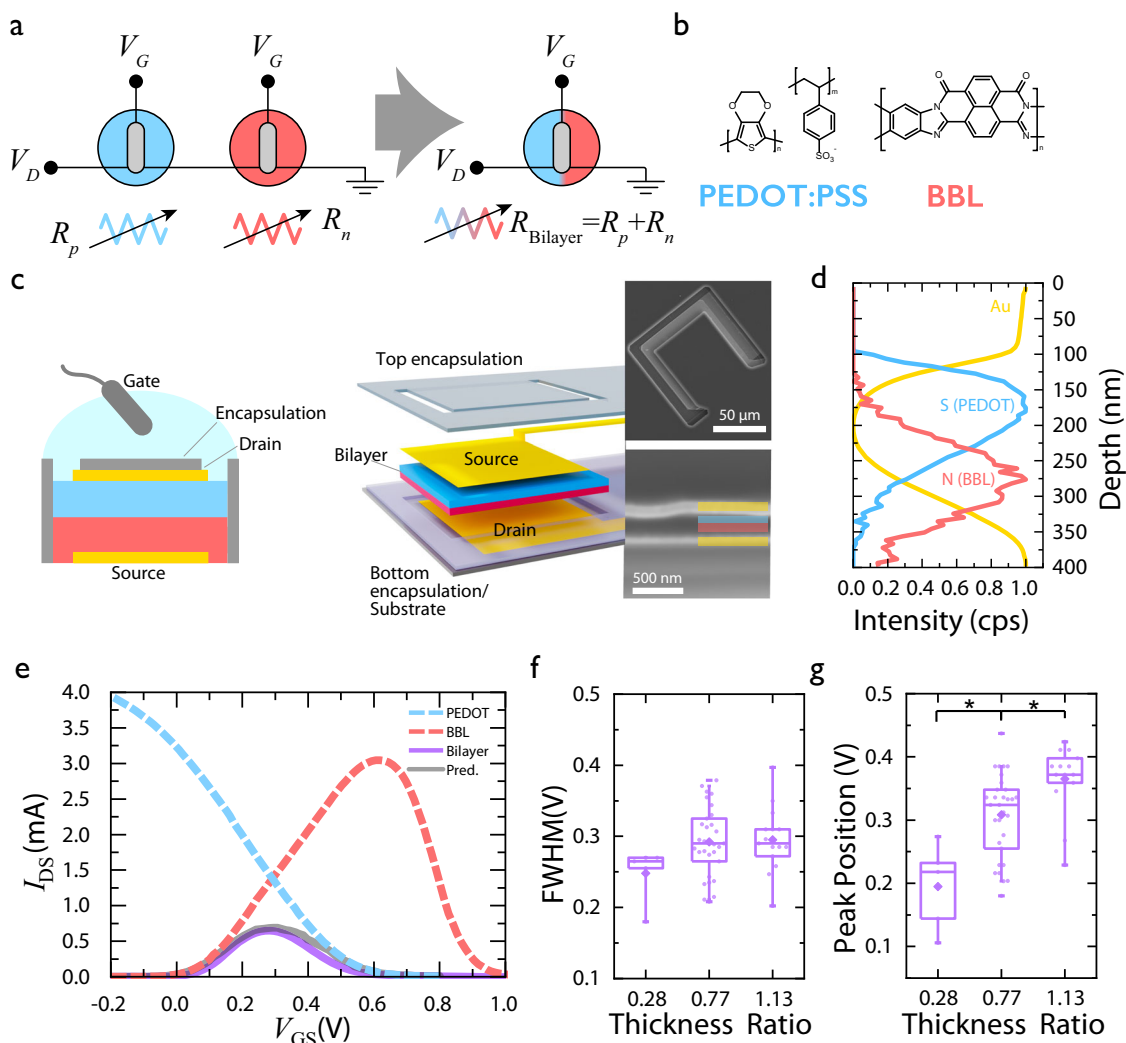 a
V_G
V_G
V_G
V_D
V_D
R_p
R_n
R_Bilayer=R_p+R_n
b
O
O
S
n
m
SO3-
O
O
N
N
N
N
n
PEDOT:PSS
BBL
c
Gate
Encapsulation
Drain
Source
Top encapsulation
Bilayer
Source
Drain
Bottom
encapsulation/
Substrate
50 µm
500 nm
d
Au
S (PEDOT)
N (BBL)
0
50
100
150
200
250
300
350
400
Depth (nm)
0.0 0.2 0.4 0.6 0.8 1.0
Intensity (cps)
e
4.0
3.5
3.0
2.5
2.0
1.5
1.0
0.5
0.0
I_DS(mA)
PEDOT
BBL
Bilayer
Pred.
-0.2 0.0 0.2 0.4 0.6 0.8 1.0
V_GS(V)
f
0.5
0.4
0.3
0.2
0.1
FWHM(V)
0.28 0.77 1.13
Thickness Ratio
g
0.5
0.4
0.3
0.2
0.1
Peak Position (V)
* *
0.28 0.77 1.13
Thickness Ratio